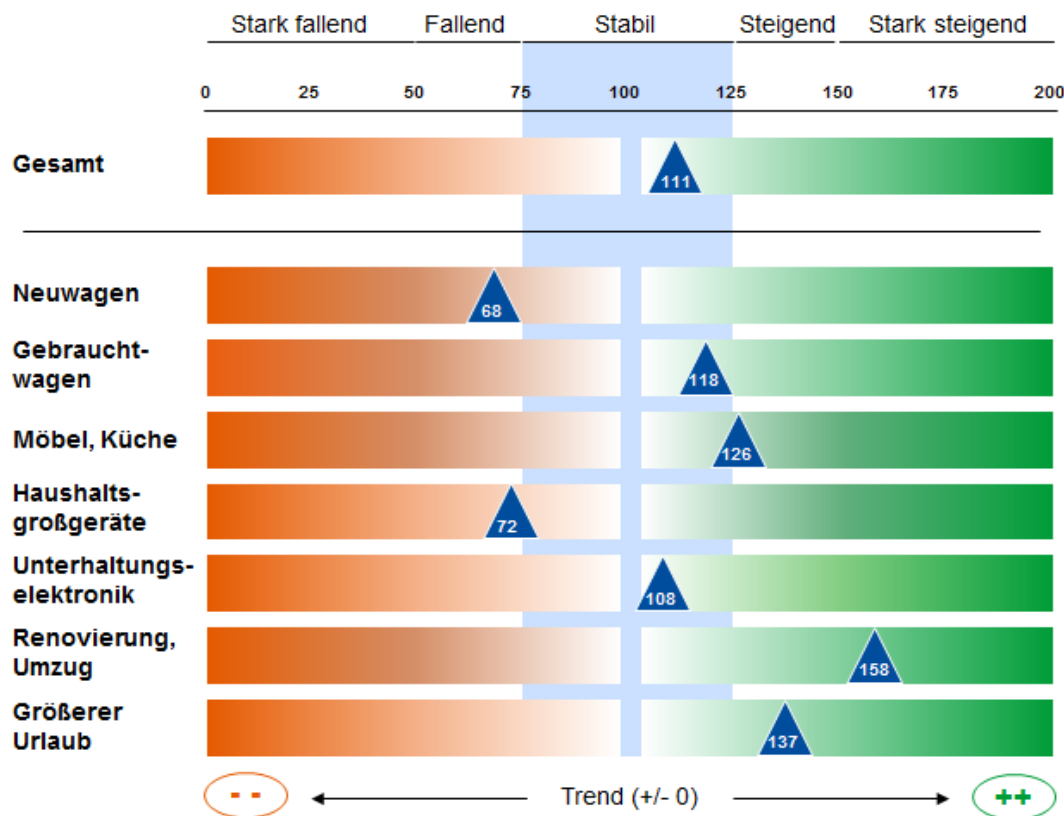 Stark fallend Fallend Stabil Steigend Stark steigend
0 25 50 75 100 125 150 175 200
Gesamt 111
Neuwagen 68
Gebraucht-
wagen 118
Möbel, Küche 126
Haushalts-
großgeräte 72
Unterhaltungs-
elektronik 108
Renovierung,
Umzug 158
Größerer
Urlaub 137
- - Trend (+/- 0) ++